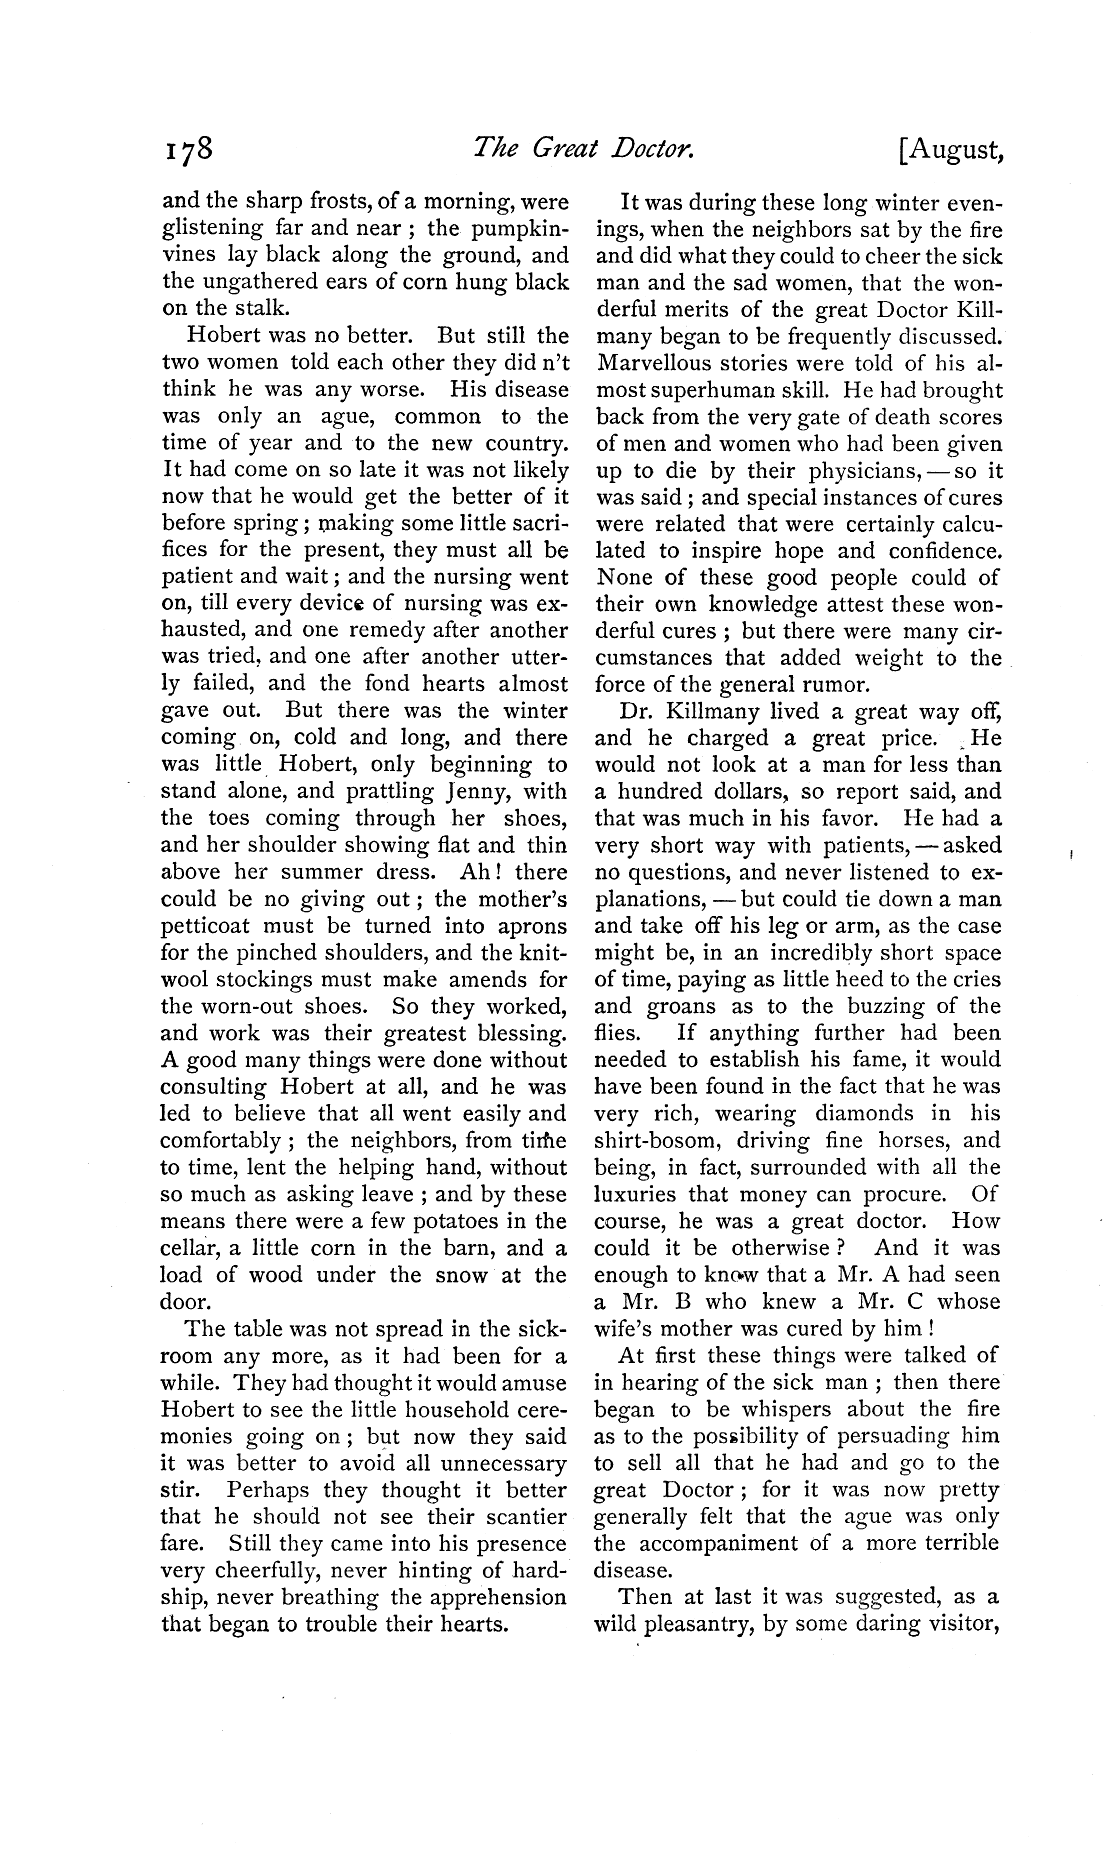 178
The Great Doctor.
[August,
and the sharp frosts, of a morning, were
glistening far and near ; the pumpkin-
vines lay black along the ground, and
the ungathered ears of corn hung black
on the stalk.
Hobert was no better. But still the
two women told each other they did n't
think he was any worse. His disease
was only an ague, common to the
time of year and to the new country.
It had come on so late it was not likely
now that he would get the better of it
before spring ; making some little sacri-
fices for the present, they must all be
patient and wait ; and the nursing went
on, till every device of nursing was ex-
hausted, and one remedy after another
was tried, and one after another utter-
ly failed, and the fond hearts almost
gave out. But there was the winter
coming on, cold and long, and there
was little Hobert, only beginning to
stand alone, and prattling Jenny, with
the toes coming through her shoes,
and her shoulder showing flat and thin
above her summer dress. Ah! there
could be no giving out ; the mother's
petticoat must be turned into aprons
for the pinched shoulders, and the knit-
wool stockings must make amends for
the worn-out shoes. So they worked,
and work was their greatest blessing.
A good many things were done without
consulting Hobert at all, and he was
led to believe that all went easily and
comfortably ; the neighbors, from time
to time, lent the helping hand, without
so much as asking leave ; and by these
means there were a few potatoes in the
cellar, a little corn in the barn, and a
load of wood under the snow at the
door.
The table was not spread in the sick-
room any more, as it had been for a
while. They had thought it would amuse
Hobert to see the little household cere-
monies going on ; but now they said
it was better to avoid all unnecessary
stir. Perhaps they thought it better
that he should not see their scantier
fare. Still they came into his presence
very cheerfully, never hinting of hard-
ship, never breathing the apprehension
that began to trouble their hearts.
It was during these long winter even-
ings, when the neighbors sat by the fire
and did what they could to cheer the sick
man and the sad women, that the won-
derful merits of the great Doctor Kill-
many began to be frequently discussed.
Marvellous stories were told of his al-
most superhuman skill. He had brought
back from the very gate of death scores
of men and women who had been given
up to die by their physicians, — so it
was said ; and special instances of cures
were related that were certainly calcu-
lated to inspire hope and confidence.
None of these good people could of
their own knowledge attest these won-
derful cures ; but there were many cir-
cumstances that added weight to the
force of the general rumor.
Dr. Killmany lived a great way off,
and he charged a great price. He
would not look at a man for less than
a hundred dollars, so report said, and
that was much in his favor. He had a
very short way with patients, — asked
no questions, and never listened to ex-
planations, — but could tie down a man
and take off his leg or arm, as the case
might be, in an incredibly short space
of time, paying as little heed to the cries
and groans as to the buzzing of the
flies. If anything further had been
needed to establish his fame, it would
have been found in the fact that he was
very rich, wearing diamonds in his
shirt-bosom, driving fine horses, and
being, in fact, surrounded with all the
luxuries that money can procure. Of
course, he was a great doctor. How
could it be otherwise ? And it was
enough to know that a Mr. A had seen
a Mr. B who knew a Mr. C whose
wife's mother was cured by him !
At first these things were talked of
in hearing of the sick man ; then there
began to be whispers about the fire
as to the possibility of persuading him
to sell all that he had and go to the
great Doctor ; for it was now pretty
generally felt that the ague was only
the accompaniment of a more terrible
disease.
Then at last it was suggested, as a
wild pleasantry, by some daring visitor,